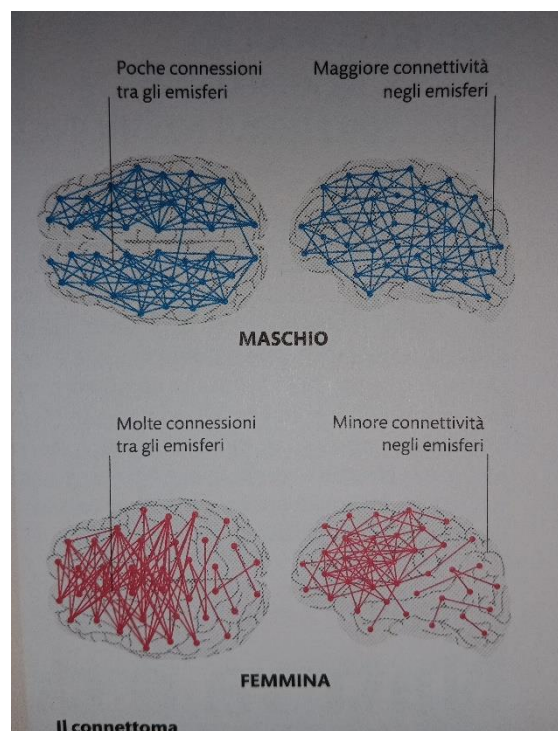 Poche connessioni
tra gli emisferi
Maggiore connettività
negli emisferi
MASCHIO
Molte connessioni
tra gli emisferi
Minore connettività
negli emisferi
FEMMINA
Il connettoma